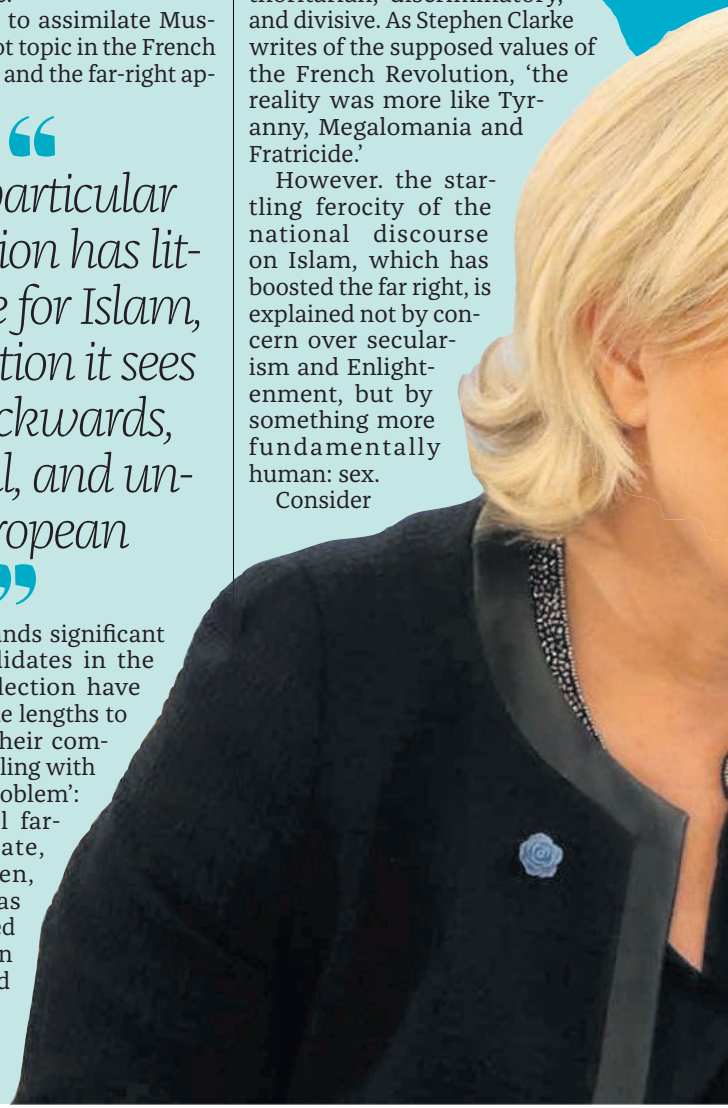 to assimilate Mus-
ot topic in the French
and the far-right ap-
“
particular
ion has lit-
e for Islam,
tion it sees
ckwards,
l, and un-
ropean
”
ands significant
didates in the
lection have
e lengths to
heir com-
ling with
oblem’:
l far-
ate,
en,
as
ed
n
d
thoritarian, discriminatory,
and divisive. As Stephen Clarke
writes of the supposed values of
the French Revolution, ‘the
reality was more like Tyr-
anny, Megalomania and
Fratricide.’
However. the star-
tling ferocity of the
national discourse
on Islam, which has
boosted the far right, is
explained not by con-
cern over secular-
ism and Enlight-
enment, but by
something more
fundamentally
human: sex.
Consider